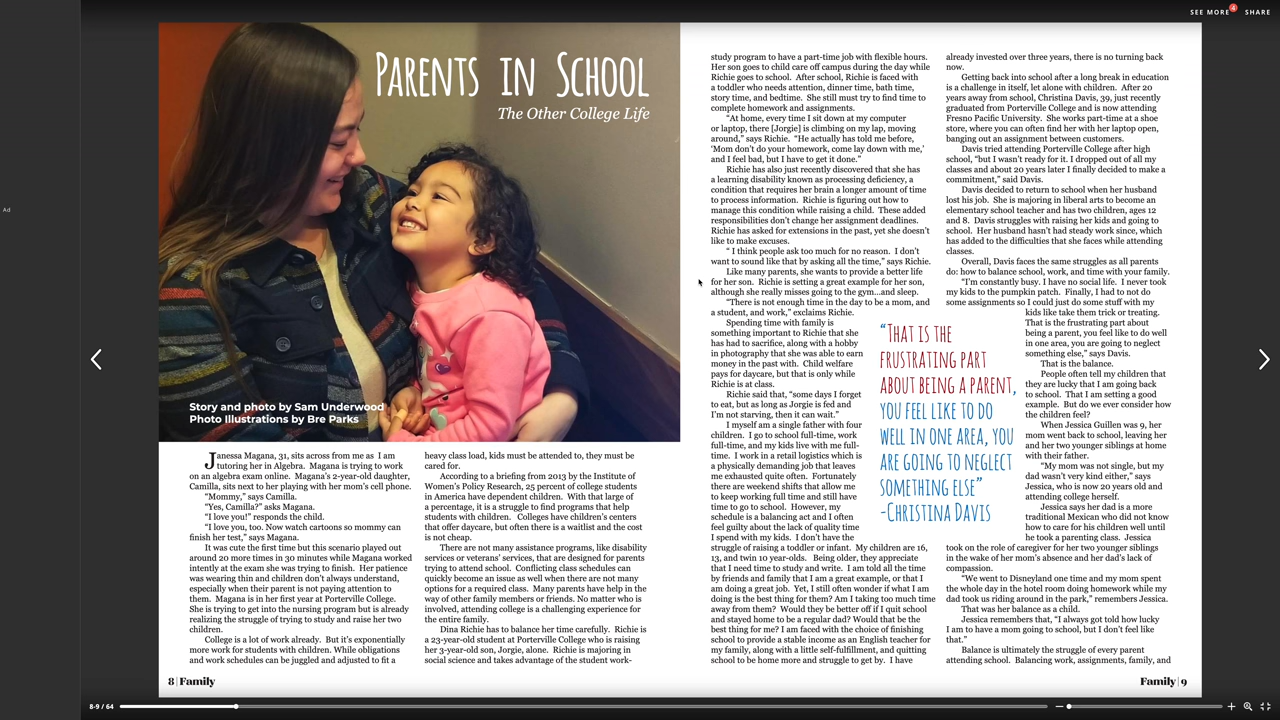 SEE MORE
4
SHARE
Ad
PARENTS IN SCHOOL
The Other College Life
Story and photo by Sam Underwood
Photo Illustrations by Bre Parks
Janessa Magana, 31, sits across from me as I am
tutoring her in Algebra. Magana is trying to work
on an algebra exam online. Magana's 2-year-old daughter,
Camilla, sits next to her playing with her mom's cell phone.
"Mommy," says Camilla.
"Yes, Camilla?" asks Magana.
"I love you!" responds the child.
"I love you, too. Now watch cartoons so mommy can
finish her test," says Magana.
It was cute the first time but this scenario played out
around 20 more times in 30 minutes while Magana worked
intently at the exam she was trying to finish. Her patience
was wearing thin and children don't always understand,
especially when their parent is not paying attention to
them. Magana is in her first year at Porterville College.
She is trying to get into the nursing program but is already
realizing the struggle of trying to study and raise her two
children.
College is a lot of work already. But it's exponentially
more work for students with children. While obligations
and work schedules can be juggled and adjusted to fit a
heavy class load, kids must be attended to, they must be
cared for.
According to a briefing from 2013 by the Institute of
Women's Policy Research, 25 percent of college students
in America have dependent children. With that large of
a percentage, it is a struggle to find programs that help
students with children. Colleges have children's centers
that offer daycare, but often there is a waitlist and the cost
is not cheap.
There are not many assistance programs, like disability
services or veterans' services, that are designed for parents
trying to attend school. Conflicting class schedules can
quickly become an issue as well when there are not many
options for a required class. Many parents have help in the
way of other family members or friends. No matter who is
involved, attending college is a challenging experience for
the entire family.
Dina Richie has to balance her time carefully. Richie is
a 23-year-old student at Porterville College who is raising
her 3-year-old son, Jorgie, alone. Richie is majoring in
social science and takes advantage of the student work-
8 | Family
study program to have a part-time job with flexible hours.
Her son goes to child care off campus during the day while
Richie goes to school. After school, Richie is faced with
a toddler who needs attention, dinner time, bath time,
story time, and bedtime. She still must try to find time to
complete homework and assignments.
"At home, every time I sit down at my computer
or laptop, there [Jorgie] is climbing on my lap, moving
around," says Richie. "He actually has told me before,
'Mom don't do your homework, come lay down with me,'
and I feel bad, but I have to get it done."
Richie has also just recently discovered that she has
a learning disability known as processing deficiency, a
condition that requires her brain a longer amount of time
to process information. Richie is figuring out how to
manage this condition while raising a child. These added
responsibilities don't change her assignment deadlines.
Richie has asked for extensions in the past, yet she doesn't
like to make excuses.
" I think people ask too much for no reason. I don't
want to sound like that by asking all the time," says Richie.
Like many parents, she wants to provide a better life
for her son. Richie is setting a great example for her son,
although she really misses going to the gym...and sleep.
"There is not enough time in the day to be a mom, and
a student, and work," exclaims Richie.
Spending time with family is
something important to Richie that she
has had to sacrifice, along with a hobby
in photography that she was able to earn
money in the past with. Child welfare
pays for daycare, but that is only while
Richie is at class.
Richie said that, "some days I forget
to eat, but as long as Jorgie is fed and
I'm not starving, then it can wait."
I myself am a single father with four
children. I go to school full-time, work
full-time, and my kids live with me full-
time. I work in a retail logistics which is
a physically demanding job that leaves
me exhausted often. Fortunately
there are weekend shifts that allow me
to keep working full time and still have
time to go to school. However, my
schedule is a balancing act and I often
feel guilty about the lack of quality time
I spend with my kids. I don't have the
struggle of raising a toddler or infant. My children are 16,
13, and twin 10 year-olds. Being older, they appreciate
that I need time to study and write. I am told all the time
by friends and family that I am a great example, or that I
am doing a great job. Yet, I still often wonder if what I am
doing is the best thing for them? Am I taking too much time
away from them? Would they be better off if I quit school
and stayed home to be a regular dad? Would that be the
best thing for me? I am faced with the choice of finishing
school to provide a stable income as an English teacher for
my family, along with a little self-fulfillment, and quitting
school to be home more and struggle to get by. I have
"THAT IS THE
FRUSTRATING PART
ABOUT BEING A PARENT,
YOU FEEL LIKE TO DO
WELL IN ONE AREA, YOU
ARE GOING TO NEGLECT
SOMETHING ELSE"
-CHRISTINA DAVIS
already invested over three years, there is no turning back
now.
Getting back into school after a long break in education
is a challenge in itself, let alone with children. After 20
years away from school, Christina Davis, 39, just recently
graduated from Porterville College and is now attending
Fresno Pacific University. She works part-time at a shoe
store, where you can often find her with her laptop open,
banging out an assignment between customers.
Davis tried attending Porterville College after high
school, "but I wasn't ready for it. I dropped out of all my
classes and about 20 years later I finally decided to make a
commitment," said Davis.
Davis decided to return to school when her husband
lost his job. She is majoring in liberal arts to become an
elementary school teacher and has two children, ages 12
and 8. Davis struggles with raising her kids and going to
school. Her husband hasn't had steady work since, which
has added to the difficulties that she faces while attending
classes.
Overall, Davis faces the same struggles as all parents
do: how to balance school, work, and time with your family.
"I'm constantly busy. I have no social life. I never took
my kids to the pumpkin patch. Finally, I had to not do
some assignments so I could just do some stuff with my
kids like take them trick or treating.
That is the frustrating part about
being a parent, you feel like to do well
in one area, you are going to neglect
something else," says Davis.
That is the balance.
People often tell my children that
they are lucky that I am going back
to school. That I am setting a good
example. But do we ever consider how
the children feel?
When Jessica Guillen was 9, her
mom went back to school, leaving her
and her two younger siblings at home
with their father.
"My mom was not single, but my
dad wasn't very kind either," says
Jessica, who is now 20 years old and
attending college herself.
Jessica says her dad is a more
traditional Mexican who did not know
how to care for his children well until
he took a parenting class. Jessica
took on the role of caregiver for her two younger siblings
in the wake of her mom's absence and her dad's lack of
compassion.
"We went to Disneyland one time and my mom spent
the whole day in the hotel room doing homework while my
dad took us riding around in the park," remembers Jessica.
That was her balance as a child.
Jessica remembers that, "I always got told how lucky
I am to have a mom going to school, but I don't feel like
that."
Balance is ultimately the struggle of every parent
attending school. Balancing work, assignments, family, and
Family | 9
8-9 / 64